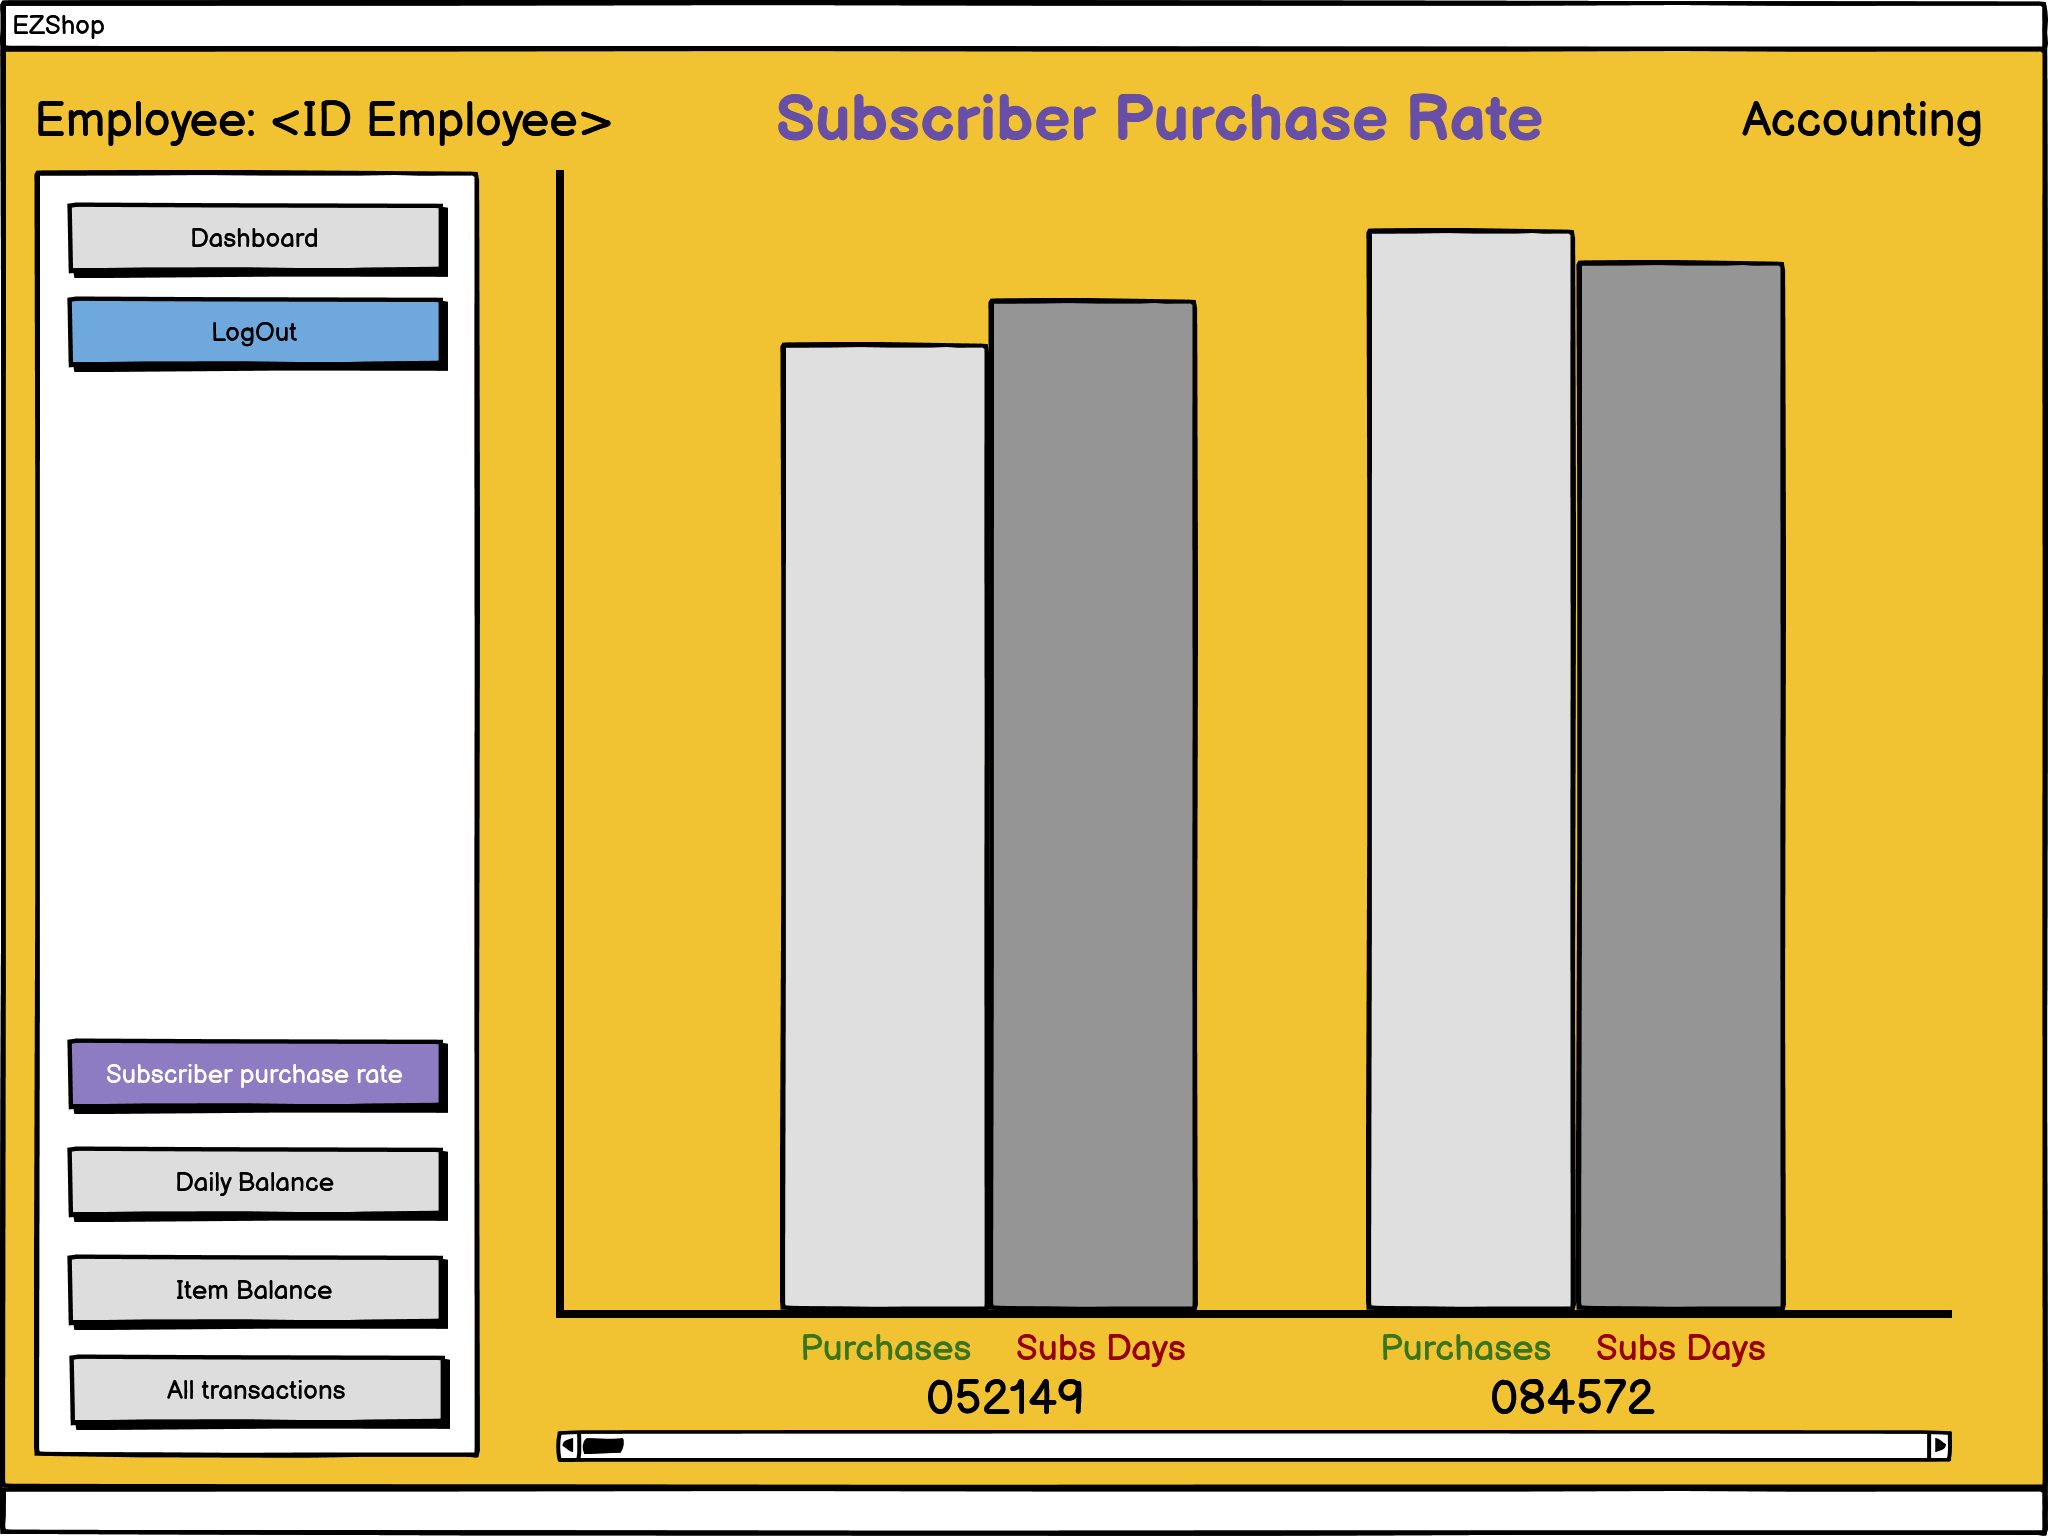 EZShop
Employee: <ID Employee>
Subscriber Purchase Rate
Accounting
Dashboard
LogOut
Subscriber purchase rate
Daily Balance
Item Balance
All transactions
Purchases
Subs Days
Purchases
Subs Days
052149
084572